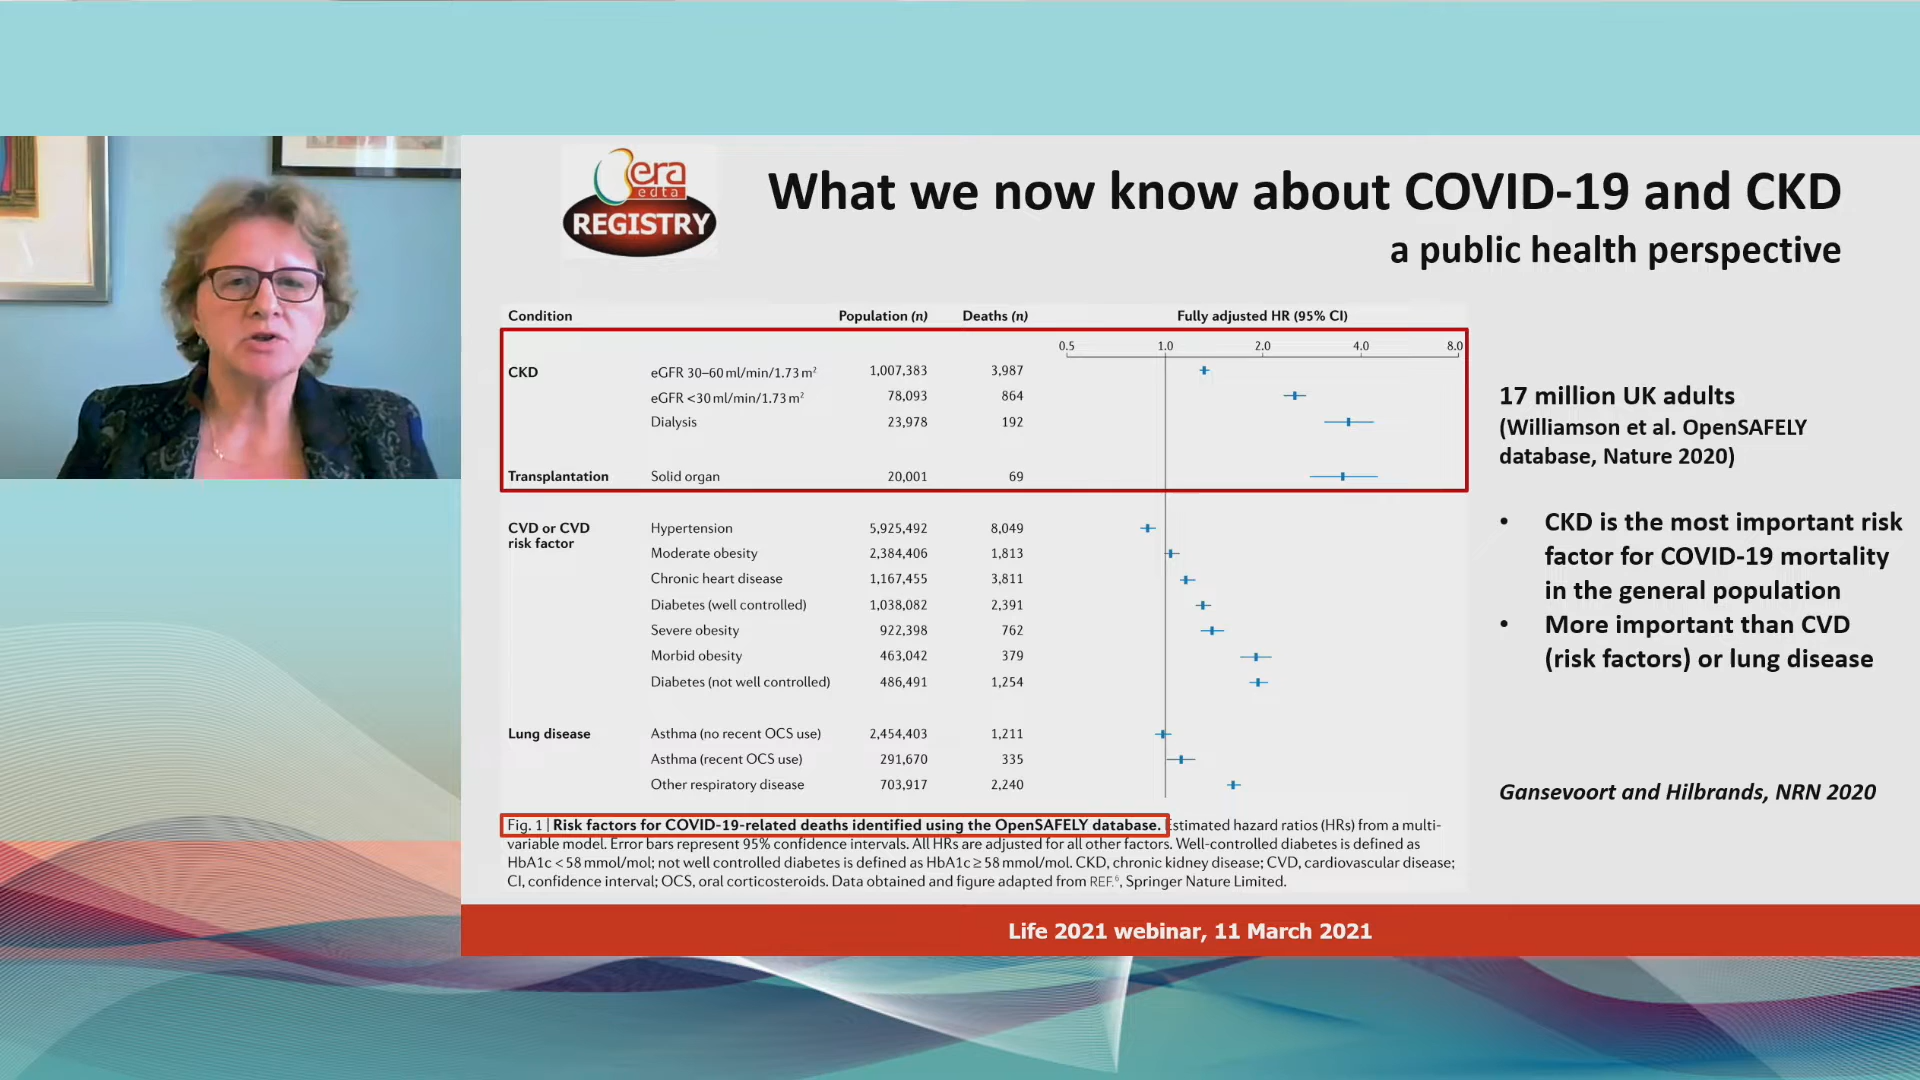 era
edta
REGISTRY
What we now know about COVID-19 and CKD
a public health perspective
Condition Population (n) Deaths (n) Fully adjusted HR (95% CI)
0.5 1.0 2.0 4.0 8.0
CKD eGFR 30–60 ml/min/1.73 m² 1,007,383 3,987
eGFR <30 ml/min/1.73 m² 78,093 864
Dialysis 23,978 192
Transplantation Solid organ 20,001 69
CVD or CVD Hypertension 5,925,492 8,049
risk factor
Moderate obesity 2,384,406 1,813
Chronic heart disease 1,167,455 3,811
Diabetes (well controlled) 1,038,082 2,391
Severe obesity 922,398 762
Morbid obesity 463,042 379
Diabetes (not well controlled) 486,491 1,254
Lung disease Asthma (no recent OCS use) 2,454,403 1,211
Asthma (recent OCS use) 291,670 335
Other respiratory disease 703,917 2,240
Fig. 1 | Risk factors for COVID-19-related deaths identified using the OpenSAFELY database. Estimated hazard ratios (HRs) from a multi-
variable model. Error bars represent 95% confidence intervals. All HRs are adjusted for all other factors. Well-controlled diabetes is defined as
HbA1c < 58 mmol/mol; not well controlled diabetes is defined as HbA1c ≥ 58 mmol/mol. CKD, chronic kidney disease; CVD, cardiovascular disease;
CI, confidence interval; OCS, oral corticosteroids. Data obtained and figure adapted from REF.⁶, Springer Nature Limited.
17 million UK adults
(Williamson et al. OpenSAFELY
database, Nature 2020)
• CKD is the most important risk
factor for COVID-19 mortality
in the general population
• More important than CVD
(risk factors) or lung disease
Gansevoort and Hilbrands, NRN 2020
Life 2021 webinar, 11 March 2021